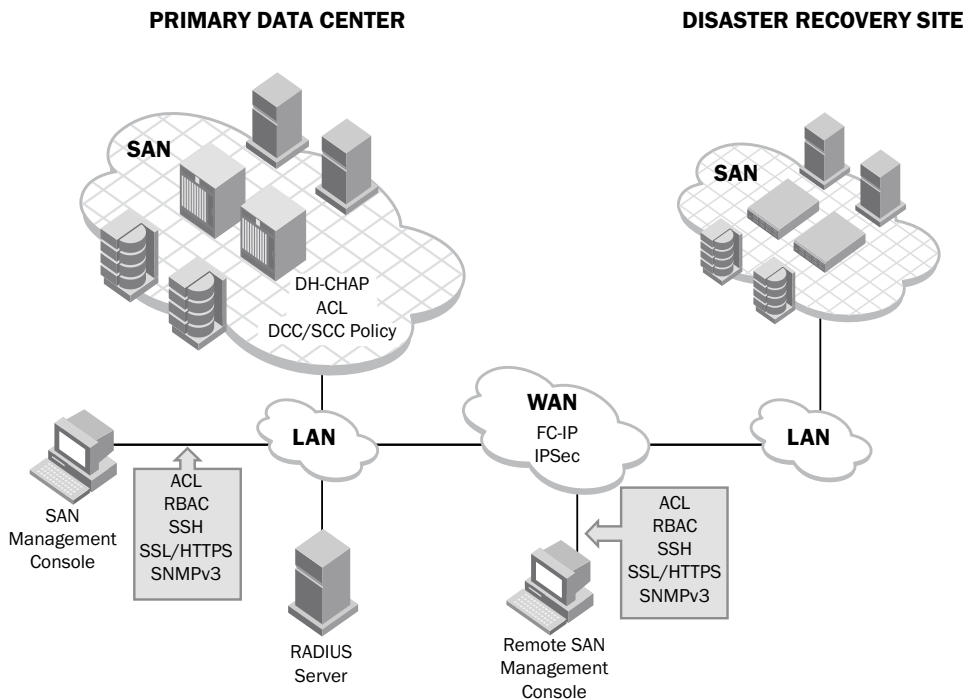 PRIMARY DATA CENTER
DISASTER RECOVERY SITE
SAN
DH-CHAP
ACL
DCC/SCC Policy
SAN
LAN
WAN
FC-IP
IPSec
LAN
SAN
Management
Console
ACL
RBAC
SSH
SSL/HTTPS
SNMPv3
RADIUS
Server
Remote SAN
Management
Console
ACL
RBAC
SSH
SSL/HTTPS
SNMPv3